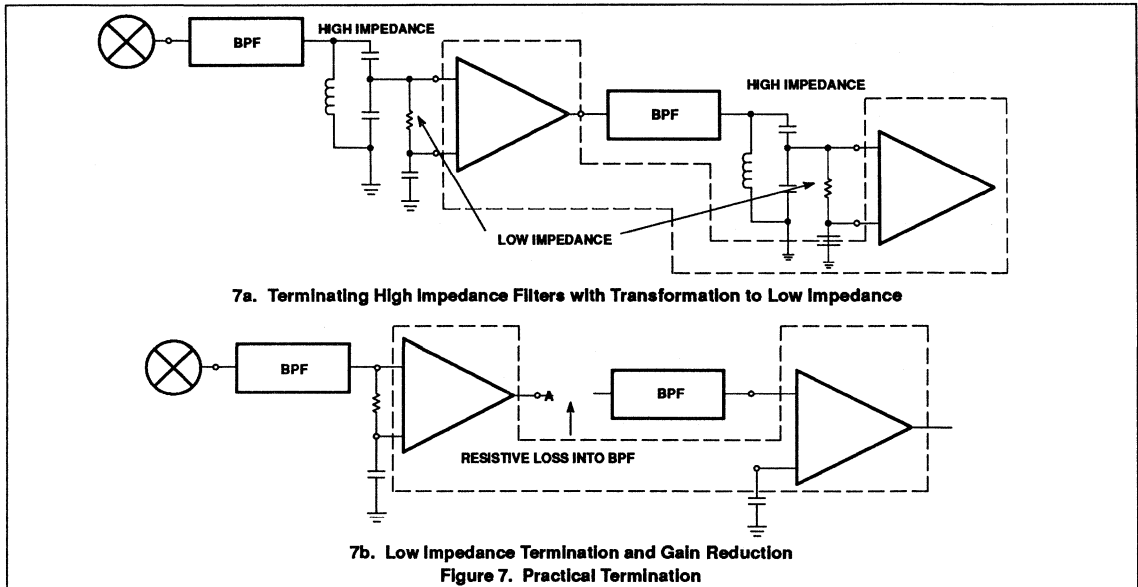 HIGH IMPEDANCE
BPF
BPF
HIGH IMPEDANCE
LOW IMPEDANCE
7a. Terminating High Impedance Filters with Transformation to Low Impedance
BPF
BPF
RESISTIVE LOSS INTO BPF
7b. Low Impedance Termination and Gain Reduction
Figure 7. Practical Termination